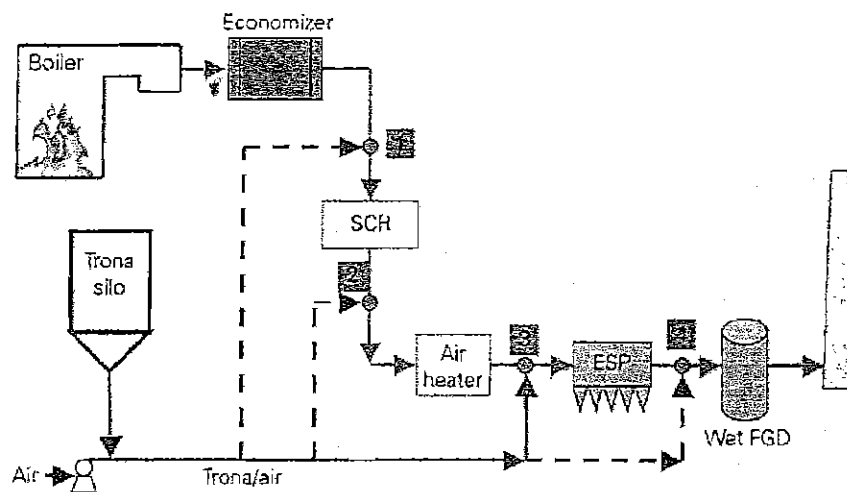 Economizer
Boiler
1
SCR
Trona
silo
2
3
Air
heater
ESP
Wet FGD
Air
Trona/air